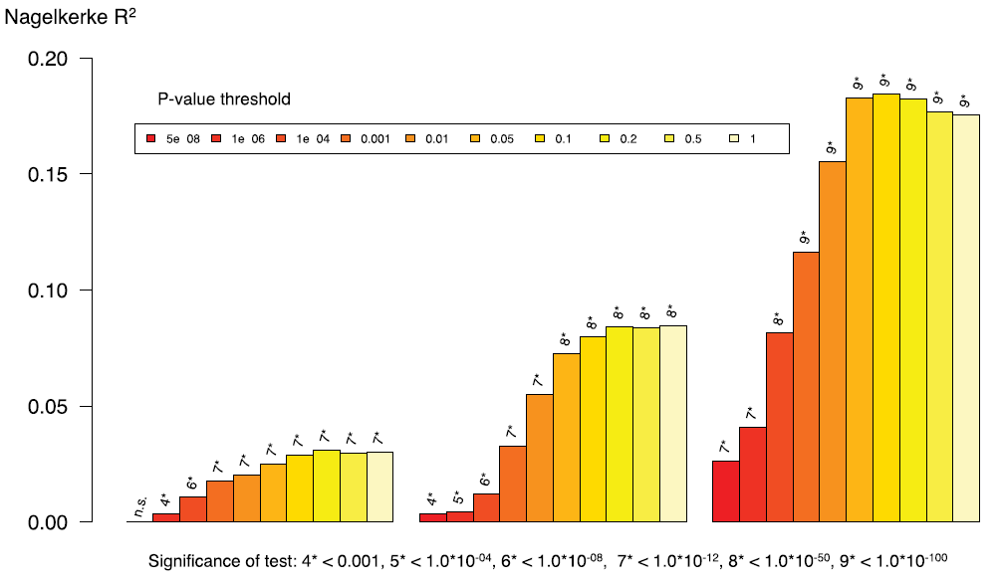 Nagelkerke R²
0.20
P-value threshold
5e 08 1e 06 1e 04 0.001 0.01 0.05 0.1 0.2 0.5 1
0.15
0.10
0.05
0.00
n.s. 4* 6* 7* 7* 7* 7* 7* 7* 7*
4* 5* 6* 7* 7* 8* 8* 8* 8* 8*
7* 7* 8* 9* 9* 9* 9* 9* 9* 9*
Significance of test: 4* < 0.001, 5* < 1.0*10⁻⁰⁴, 6* < 1.0*10⁻⁰⁸, 7* < 1.0*10⁻¹², 8* < 1.0*10⁻⁵⁰, 9* < 1.0*10⁻¹⁰⁰